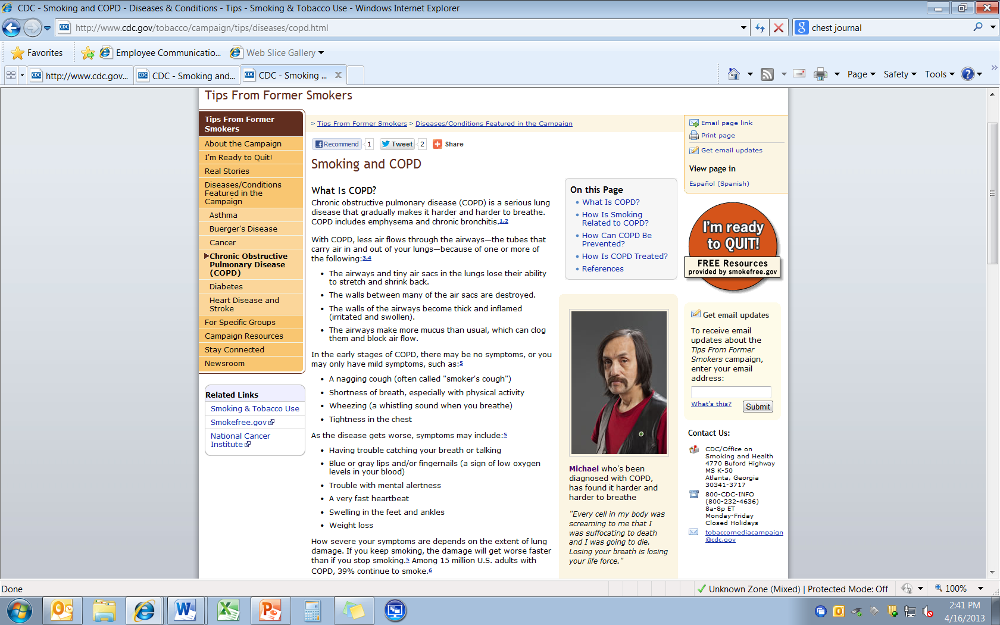 CDC - Smoking and COPD - Diseases & Conditions - Tips - Smoking & Tobacco Use - Windows Internet Explorer
http://www.cdc.gov/tobacco/campaign/tips/diseases/copd.html
chest journal
Favorites
Employee Communicatio...
Web Slice Gallery
http://www.cdc.gov...
CDC - Smoking and...
CDC - Smoking ...
Page
Safety
Tools
Tips From Former Smokers
Tips From Former
Smokers
About the Campaign
I'm Ready to Quit!
Real Stories
Diseases/Conditions
Featured in the
Campaign
Asthma
Buerger's Disease
Cancer
Chronic Obstructive
Pulmonary Disease
(COPD)
Diabetes
Heart Disease and
Stroke
For Specific Groups
Campaign Resources
Stay Connected
Newsroom
Related Links
Smoking & Tobacco Use
Smokefree.gov
National Cancer
Institute
> Tips From Former Smokers > Diseases/Conditions Featured in the Campaign
Recommend 1 Tweet 2 Share
Smoking and COPD
What Is COPD?
Chronic obstructive pulmonary disease (COPD) is a serious lung
disease that gradually makes it harder and harder to breathe.
COPD includes emphysema and chronic bronchitis.1,2
With COPD, less air flows through the airways—the tubes that
carry air in and out of your lungs—because of one or more of
the following:3,4
• The airways and tiny air sacs in the lungs lose their ability
to stretch and shrink back.
• The walls between many of the air sacs are destroyed.
• The walls of the airways become thick and inflamed
(irritated and swollen).
• The airways make more mucus than usual, which can clog
them and block air flow.
In the early stages of COPD, there may be no symptoms, or you
may only have mild symptoms, such as:5
• A nagging cough (often called "smoker's cough")
• Shortness of breath, especially with physical activity
• Wheezing (a whistling sound when you breathe)
• Tightness in the chest
As the disease gets worse, symptoms may include:5
• Having trouble catching your breath or talking
• Blue or gray lips and/or fingernails (a sign of low oxygen
levels in your blood)
• Trouble with mental alertness
• A very fast heartbeat
• Swelling in the feet and ankles
• Weight loss
How severe your symptoms are depends on the extent of lung
damage. If you keep smoking, the damage will get worse faster
than if you stop smoking.5 Among 15 million U.S. adults with
COPD, 39% continue to smoke.6
On this Page
• What Is COPD?
• How Is Smoking
Related to COPD?
• How Can COPD Be
Prevented?
• How Is COPD Treated?
• References
Michael who's been
diagnosed with COPD,
has found it harder and
harder to breathe
"Every cell in my body was
screaming to me that I
was suffocating to death
and I was going to die.
Losing your breath is losing
your life force."
Email page link
Print page
Get email updates
View page in
Español (Spanish)
I'm ready
to QUIT!
FREE Resources
provided by smokefree.gov
Get email updates
To receive email
updates about the
Tips From Former
Smokers campaign,
enter your email
address:
What's this?
Submit
Contact Us:
CDC/Office on
Smoking and Health
4770 Buford Highway
MS K-50
Atlanta, Georgia
30341-3717
800-CDC-INFO
(800-232-4636)
8a-8p ET
Monday-Friday
Closed Holidays
tobaccomediacampaign
@cdc.gov
Done
Unknown Zone (Mixed) | Protected Mode: Off
100%
2:41 PM
4/16/2013